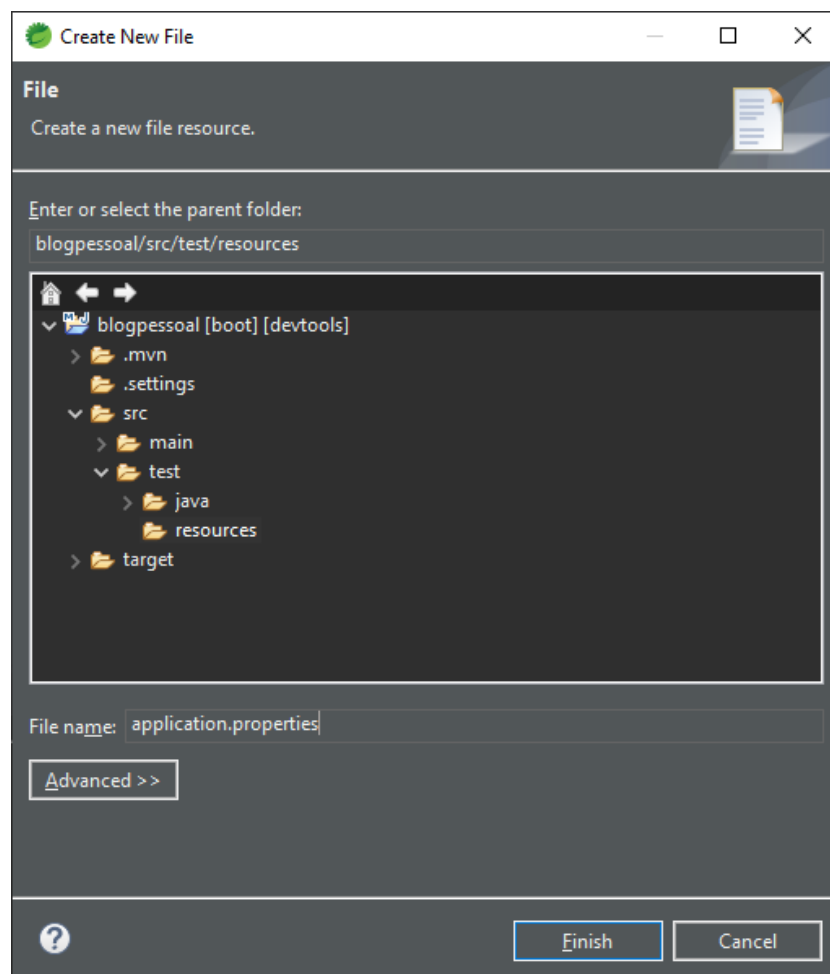 Create New File
File
Create a new file resource.
Enter or select the parent folder:
blogpessoal/src/test/resources
blogpessoal [boot] [devtools]
.mvn
.settings
src
main
test
java
resources
target
File name: application.properties
Advanced >>
Finish Cancel